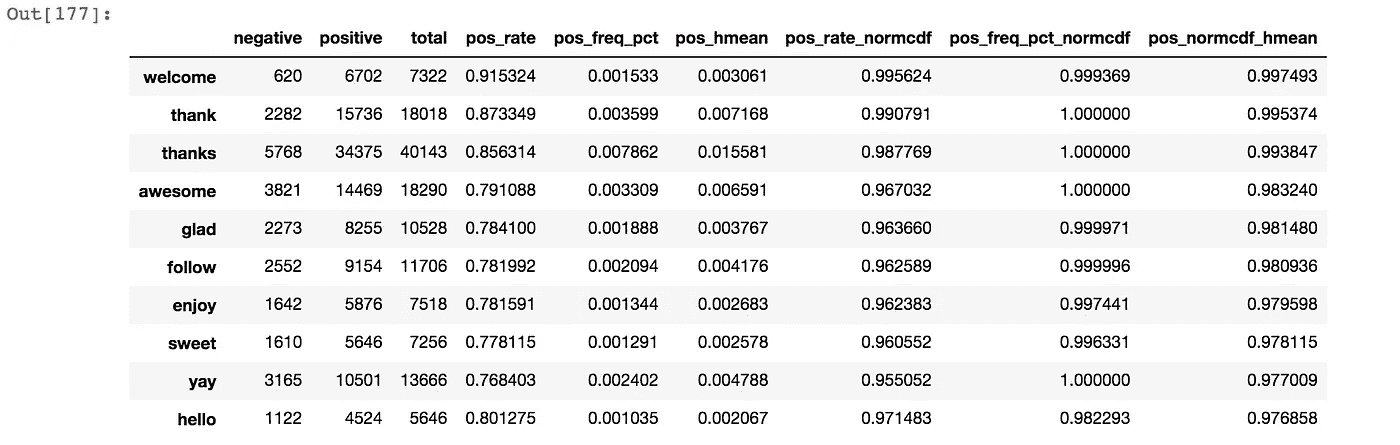 Out[177]:
negative positive total pos_rate pos_freq_pct pos_hmean pos_rate_normcdf pos_freq_pct_normcdf pos_normcdf_hmean
welcome 620 6702 7322 0.915324 0.001533 0.003061 0.995624 0.999369 0.997493
thank 2282 15736 18018 0.873349 0.003599 0.007168 0.990791 1.000000 0.995374
thanks 5768 34375 40143 0.856314 0.007862 0.015581 0.987769 1.000000 0.993847
awesome 3821 14469 18290 0.791088 0.003309 0.006591 0.967032 1.000000 0.983240
glad 2273 8255 10528 0.784100 0.001888 0.003767 0.963660 0.999971 0.981480
follow 2552 9154 11706 0.781992 0.002094 0.004176 0.962589 0.999996 0.980936
enjoy 1642 5876 7518 0.781591 0.001344 0.002683 0.962383 0.997441 0.979598
sweet 1610 5646 7256 0.778115 0.001291 0.002578 0.960552 0.996331 0.978115
yay 3165 10501 13666 0.768403 0.002402 0.004788 0.955052 1.000000 0.977009
hello 1122 4524 5646 0.801275 0.001035 0.002067 0.971483 0.982293 0.976858